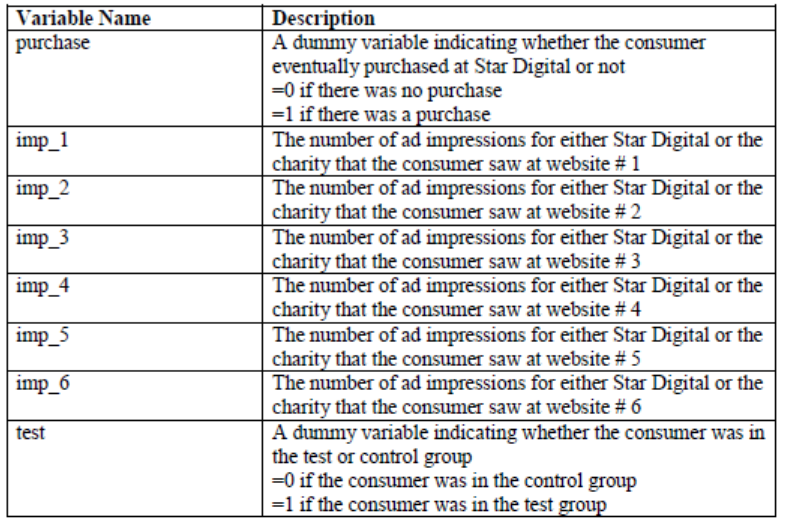 Variable Name Description
purchase A dummy variable indicating whether the consumer
eventually purchased at Star Digital or not
=0 if there was no purchase
=1 if there was a purchase
imp_1 The number of ad impressions for either Star Digital or the
charity that the consumer saw at website # 1
imp_2 The number of ad impressions for either Star Digital or the
charity that the consumer saw at website # 2
imp_3 The number of ad impressions for either Star Digital or the
charity that the consumer saw at website # 3
imp_4 The number of ad impressions for either Star Digital or the
charity that the consumer saw at website # 4
imp_5 The number of ad impressions for either Star Digital or the
charity that the consumer saw at website # 5
imp_6 The number of ad impressions for either Star Digital or the
charity that the consumer saw at website # 6
test A dummy variable indicating whether the consumer was in
the test or control group
=0 if the consumer was in the control group
=1 if the consumer was in the test group